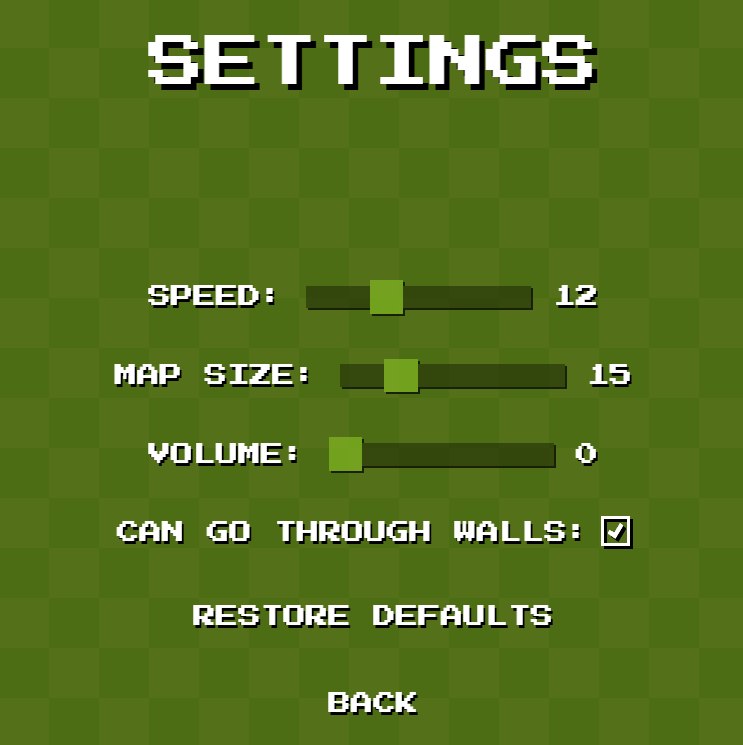 SETTINGS
SPEED: 12
MAP SIZE: 15
VOLUME: 0
CAN GO THROUGH WALLS:
RESTORE DEFAULTS
BACK